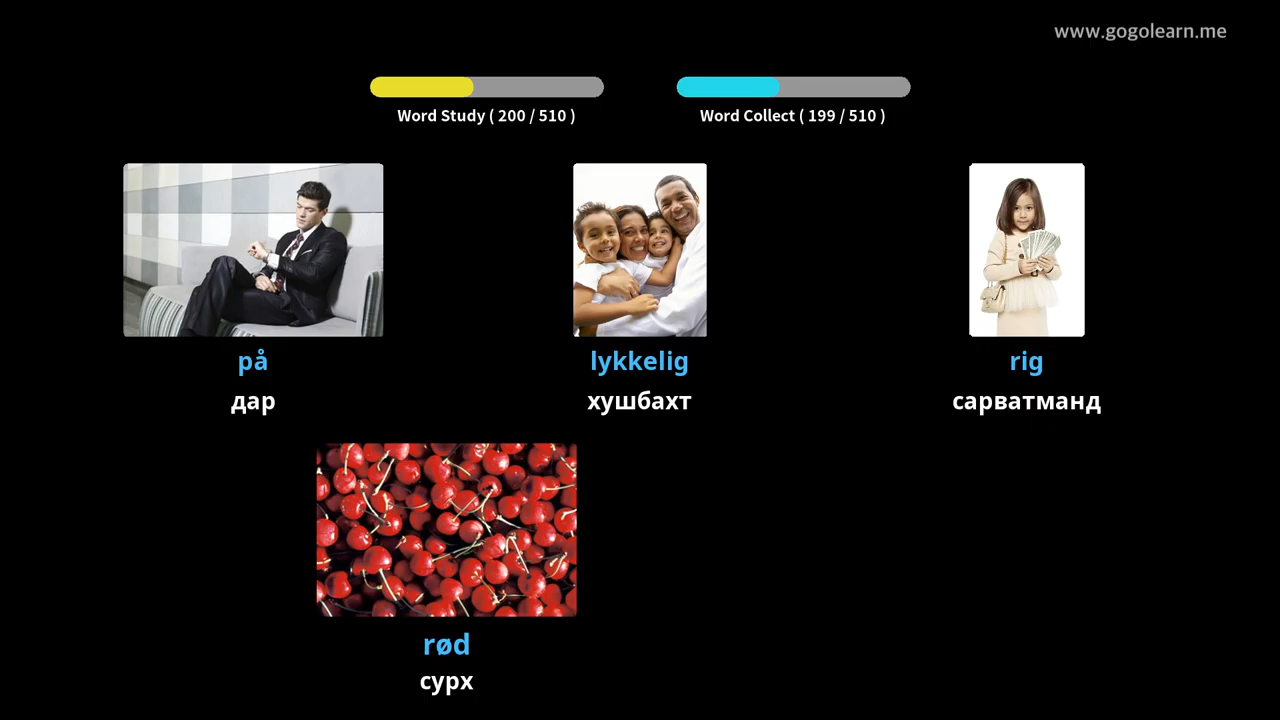 www.gogolearn.me
Word Study ( 200 / 510 )
Word Collect ( 199 / 510 )
på
дар
lykkelig
хушбахт
rig
сарватманд
rød
сурх